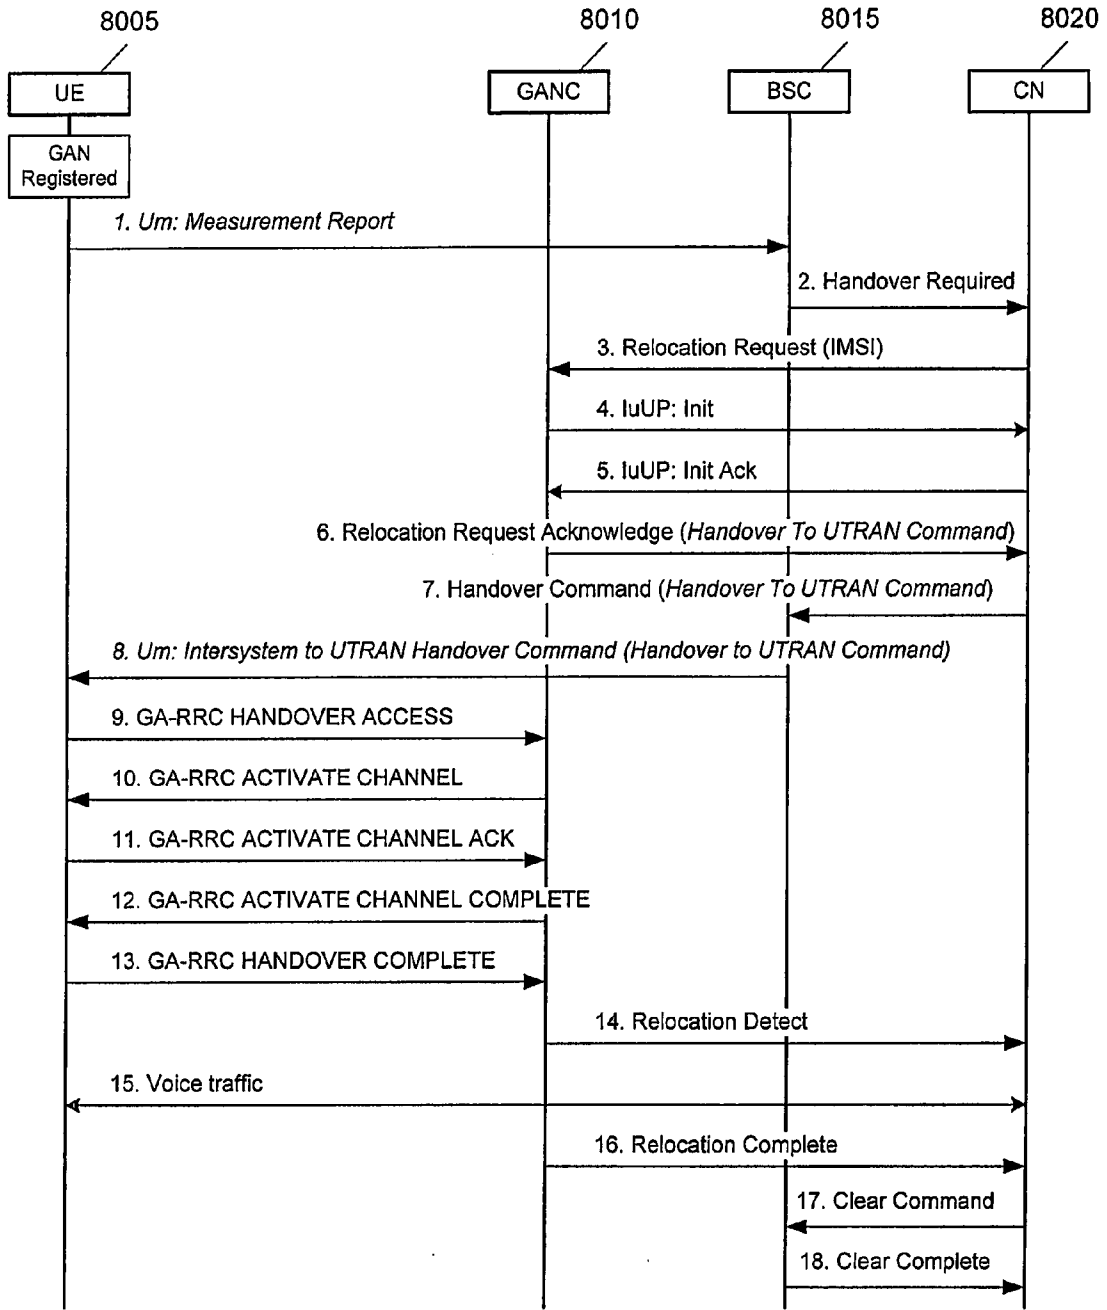 8005
8010
8015
8020
UE
GANC
BSC
CN
GAN
Registered
1. Um: Measurement Report
2. Handover Required
3. Relocation Request (IMSI)
4. IuUP: Init
5. IuUP: Init Ack
6. Relocation Request Acknowledge (Handover To UTRAN Command)
7. Handover Command (Handover To UTRAN Command)
8. Um: Intersystem to UTRAN Handover Command (Handover to UTRAN Command)
9. GA-RRC HANDOVER ACCESS
10. GA-RRC ACTIVATE CHANNEL
11. GA-RRC ACTIVATE CHANNEL ACK
12. GA-RRC ACTIVATE CHANNEL COMPLETE
13. GA-RRC HANDOVER COMPLETE
14. Relocation Detect
15. Voice traffic
16. Relocation Complete
17. Clear Command
18. Clear Complete